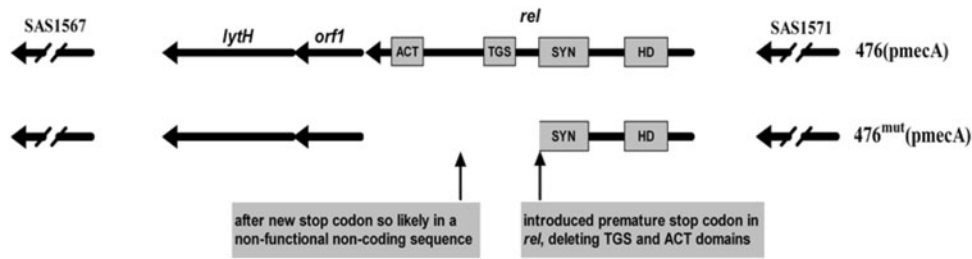 rel
SAS1567
lytH
orf1
SAS1571
ACT
TGS
SYN
HD
476(pmecA)
SYN
HD
476mut(pmecA)
after new stop codon so likely in a
non-functional non-coding sequence
introduced premature stop codon in
rel, deleting TGS and ACT domains